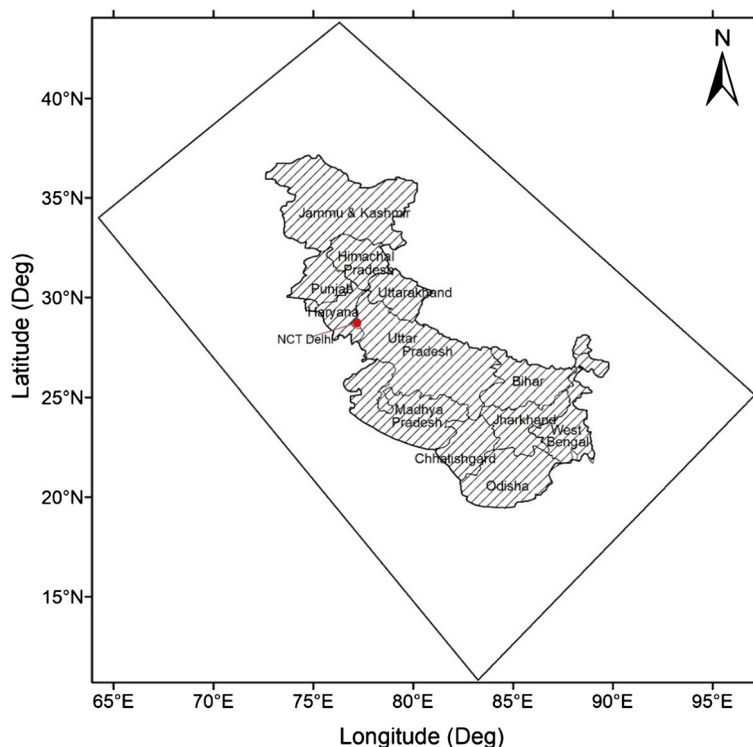 N
40°N
35°N
30°N
25°N
20°N
15°N
Latitude (Deg)
Jammu & Kashmir
Himachal
Pradesh
Punjab
Uttarakhand
Haryana
NCT Delhi
Uttar
Pradesh
Bihar
Madhya
Pradesh
Jharkhand
West
Bengal
Chhatishgard
Odisha
65°E 70°E 75°E 80°E 85°E 90°E 95°E
Longitude (Deg)